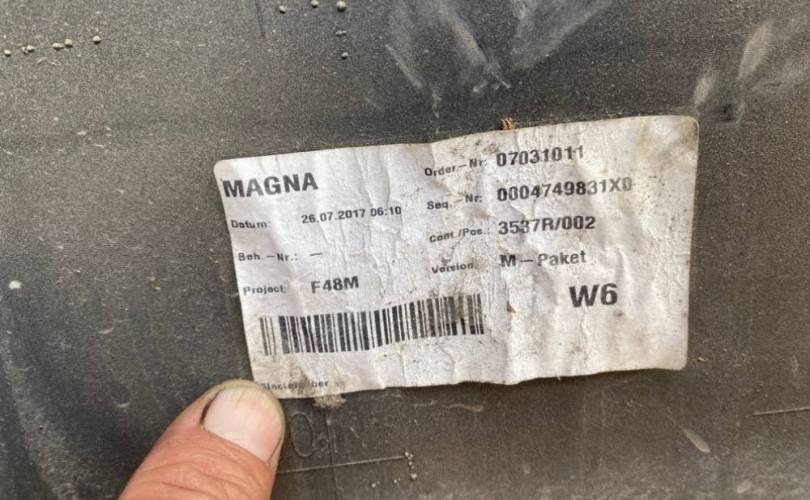 MAGNA
Order-Nr: 07031011
Datum: 26.07.2017 06:10
Seq.-Nr: 0004749831X0
Beh.-Nr.: —
Cont./Pos.: 3537R/002
Project: F48M
Version: M-Paket
W6